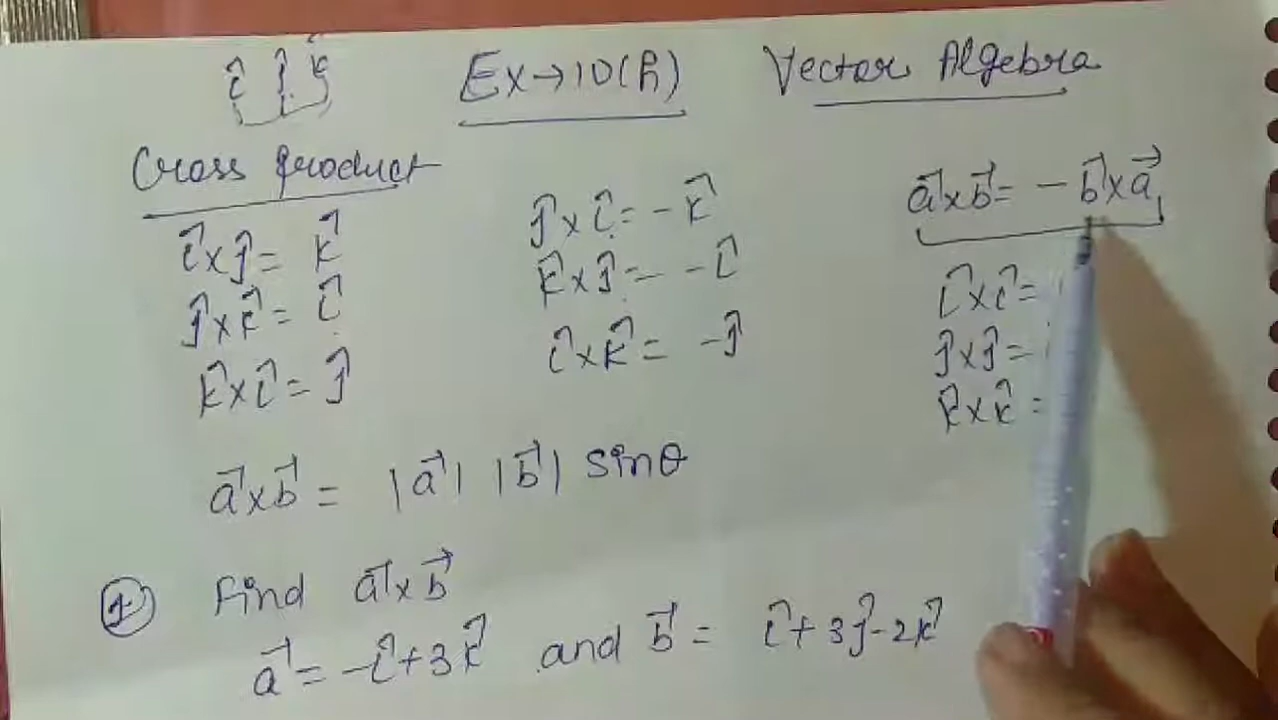 î ĵ k̂ Ex→10(h) Vector Algebra
Cross product
î×ĵ= k̂
ĵ×k̂= î
k̂×î= ĵ
ĵ×î= -k̂
k̂×ĵ= -î
î×k̂= -ĵ
a⃗×b⃗= -b⃗×a⃗
î×î=
ĵ×ĵ=
k̂×k̂=
a⃗×b⃗ = |a⃗| |b⃗| sinθ
① Find a⃗×b⃗
a⃗= -î+3k̂ and b⃗= î+3ĵ-2k̂